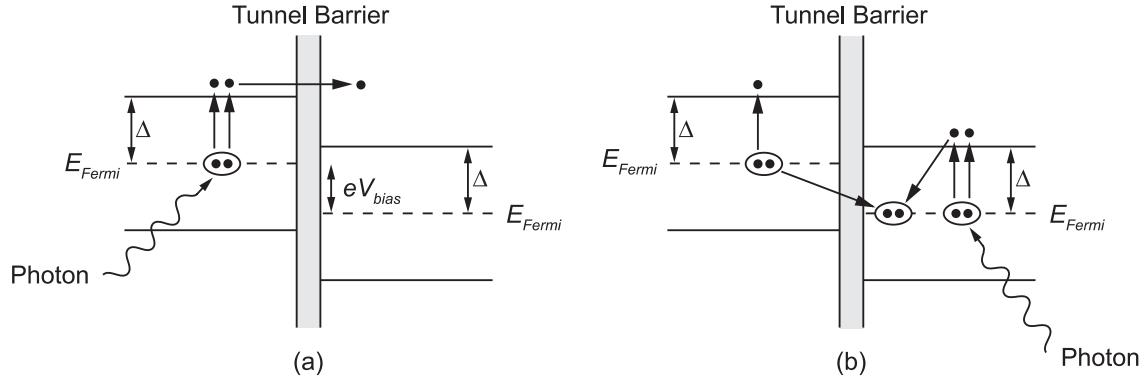 Tunnel Barrier
Δ
E_Fermi
eV_bias
Δ
E_Fermi
Photon
(a)
Tunnel Barrier
Δ
E_Fermi
Δ
E_Fermi
Photon
(b)